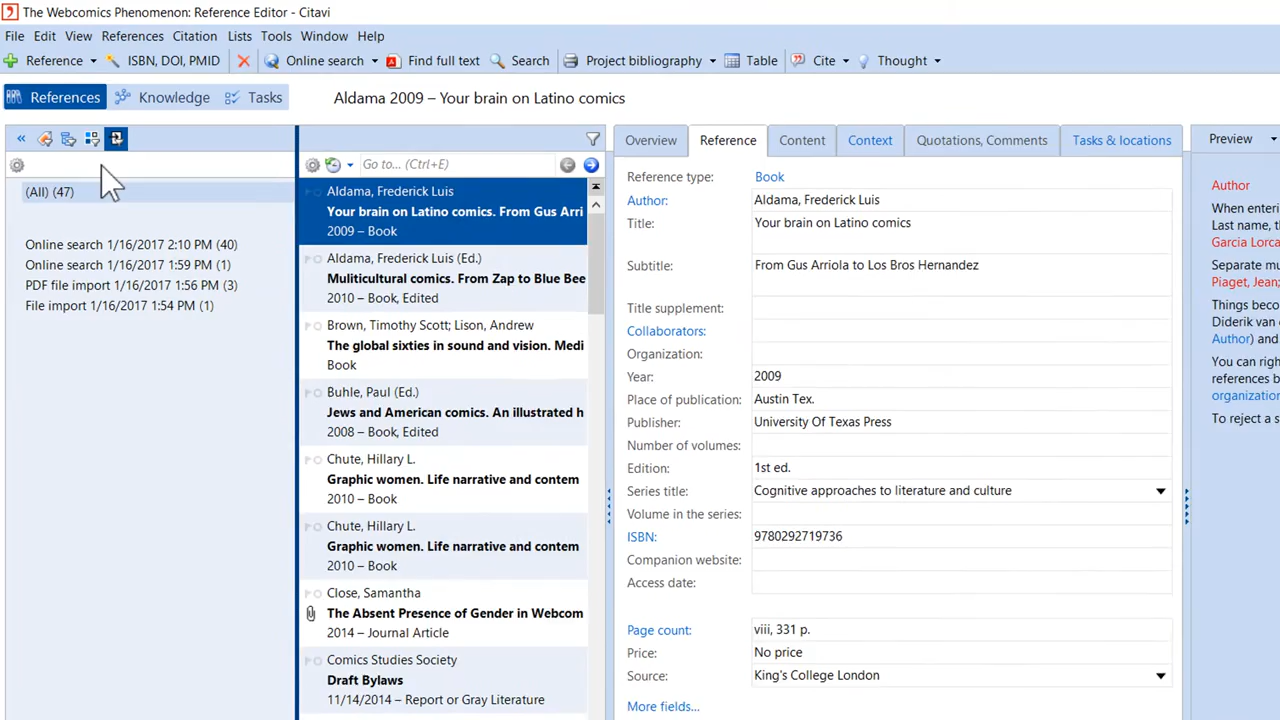 The Webcomics Phenomenon: Reference Editor - Citavi
File Edit View References Citation Lists Tools Window Help
Reference ISBN, DOI, PMID Online search Find full text Search Project bibliography Table Cite Thought
References Knowledge Tasks Aldama 2009 – Your brain on Latino comics
(All) (47)
Online search 1/16/2017 2:10 PM (40)
Online search 1/16/2017 1:59 PM (1)
PDF file import 1/16/2017 1:56 PM (3)
File import 1/16/2017 1:54 PM (1)
Go to... (Ctrl+E)
Aldama, Frederick Luis
Your brain on Latino comics. From Gus Arri
2009 – Book
Aldama, Frederick Luis (Ed.)
Muliticultural comics. From Zap to Blue Bee
2010 – Book, Edited
Brown, Timothy Scott; Lison, Andrew
The global sixties in sound and vision. Medi
Book
Buhle, Paul (Ed.)
Jews and American comics. An illustrated h
2008 – Book, Edited
Chute, Hillary L.
Graphic women. Life narrative and contem
2010 – Book
Chute, Hillary L.
Graphic women. Life narrative and contem
2010 – Book
Close, Samantha
The Absent Presence of Gender in Webcom
2014 – Journal Article
Comics Studies Society
Draft Bylaws
11/14/2014 – Report or Gray Literature
Overview Reference Content Context Quotations, Comments Tasks & locations
Reference type: Book
Author: Aldama, Frederick Luis
Title: Your brain on Latino comics
Subtitle: From Gus Arriola to Los Bros Hernandez
Title supplement:
Collaborators:
Organization:
Year: 2009
Place of publication: Austin Tex.
Publisher: University Of Texas Press
Number of volumes:
Edition: 1st ed.
Series title: Cognitive approaches to literature and culture
Volume in the series:
ISBN: 9780292719736
Companion website:
Access date:
Page count: viii, 331 p.
Price: No price
Source: King's College London
More fields...
Preview
Author
When enterin
Last name, th
García Lorca
Separate mu
Piaget, Jean;
Things beco
Diderik van
Author) and
You can righ
references b
organization
To reject a s